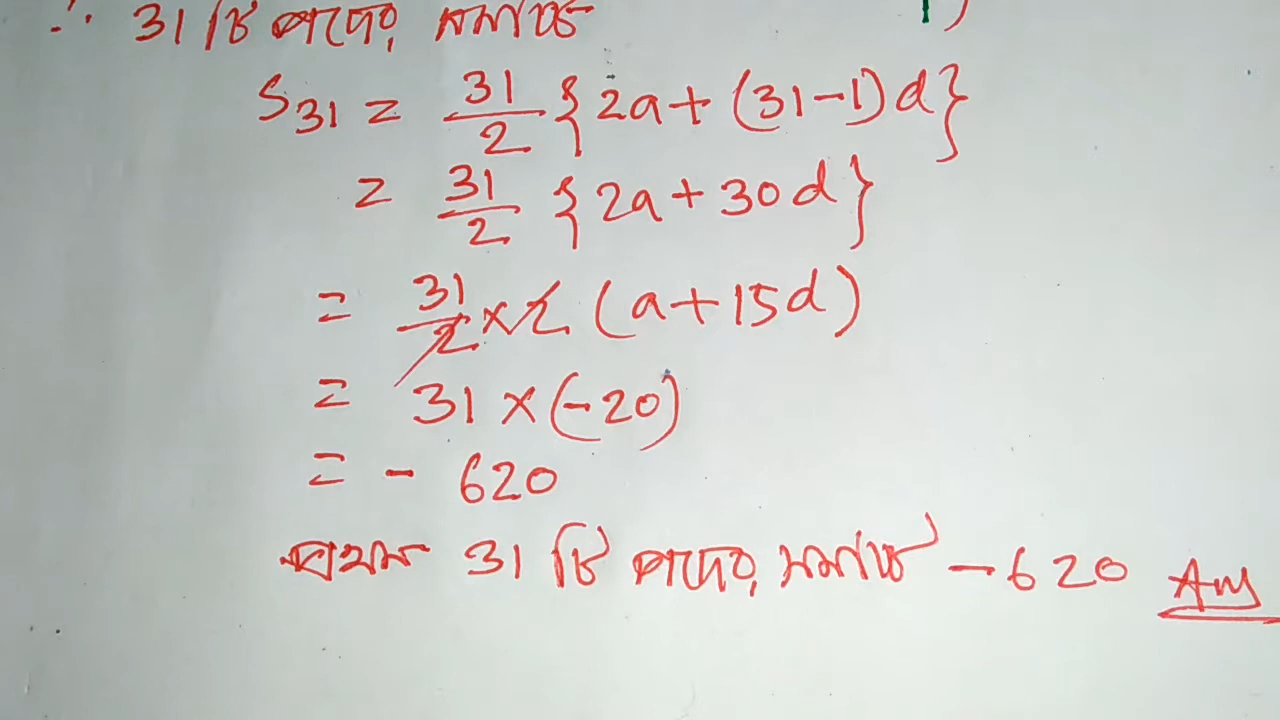 ∴ 31 টি পদের সমষ্টি
S₃₁ = 31/2 {2a + (31-1)d}
= 31/2 {2a + 30d}
= 31/2 × 2 (a + 15d)
= 31 × (-20)
= - 620
প্রথম 31 টি পদের সমষ্টি - 620 Ans